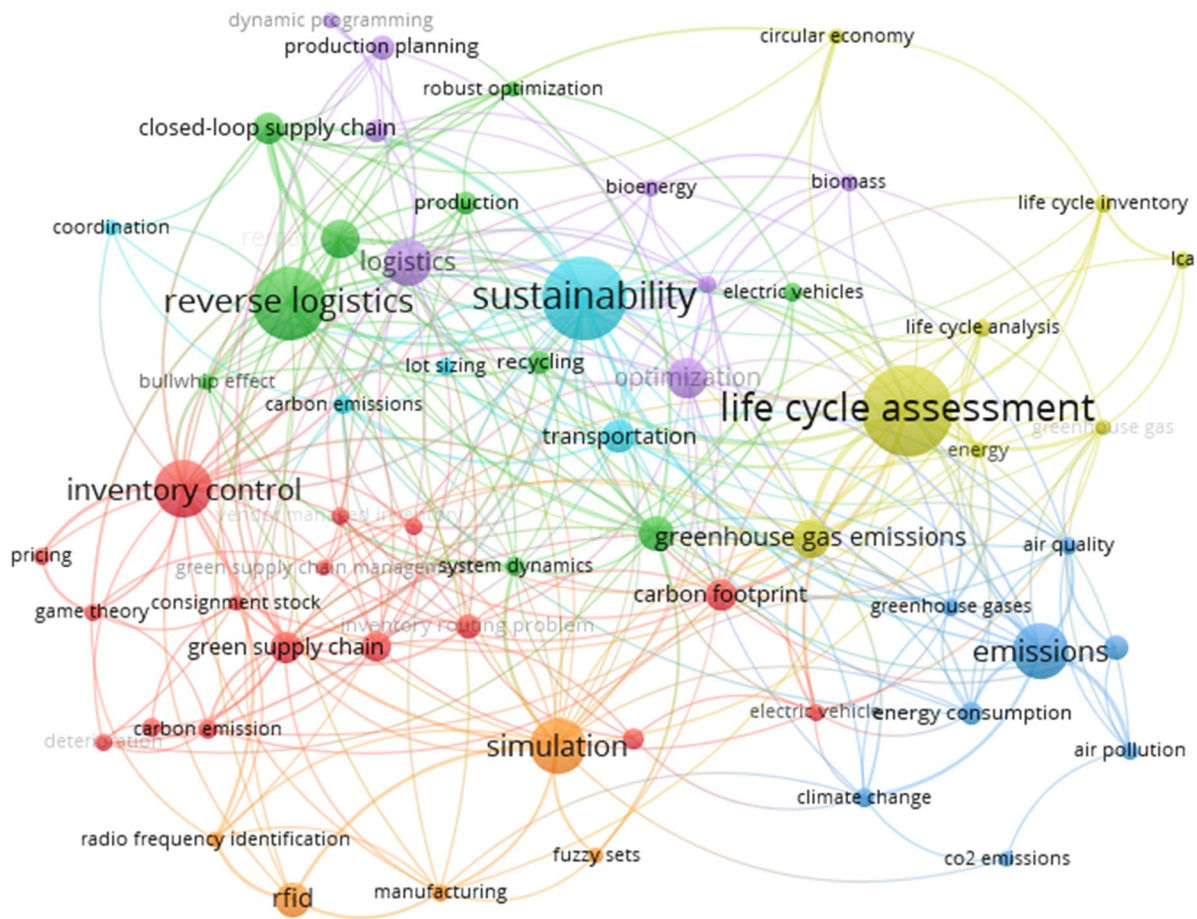 dynamic programming
production planning
circular economy
robust optimization
closed-loop supply chain
bioenergy
biomass
production
life cycle inventory
coordination
logistics
lca
reverse logistics
sustainability
electric vehicles
life cycle analysis
lot sizing
recycling
bullwhip effect
optimization
carbon emissions
life cycle assessment
greenhouse gas
transportation
energy
inventory control
vendor managed inventory
greenhouse gas emissions
air quality
pricing
green supply chain management
system dynamics
carbon footprint
greenhouse gases
game theory
consignment stock
inventory routing problem
green supply chain
emissions
electric vehicle
energy consumption
carbon emission
deterioration
simulation
air pollution
climate change
radio frequency identification
fuzzy sets
co2 emissions
rfid
manufacturing